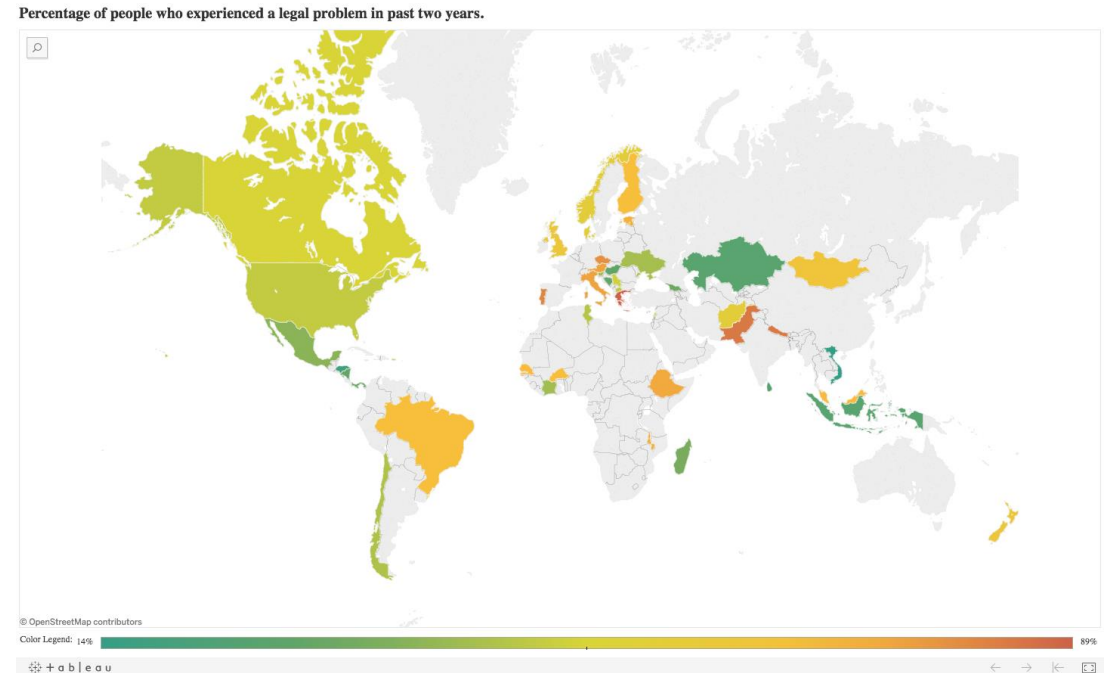 Percentage of people who experienced a legal problem in past two years.
© OpenStreetMap contributors
Color Legend: 14% 89%
+ a b l e a u